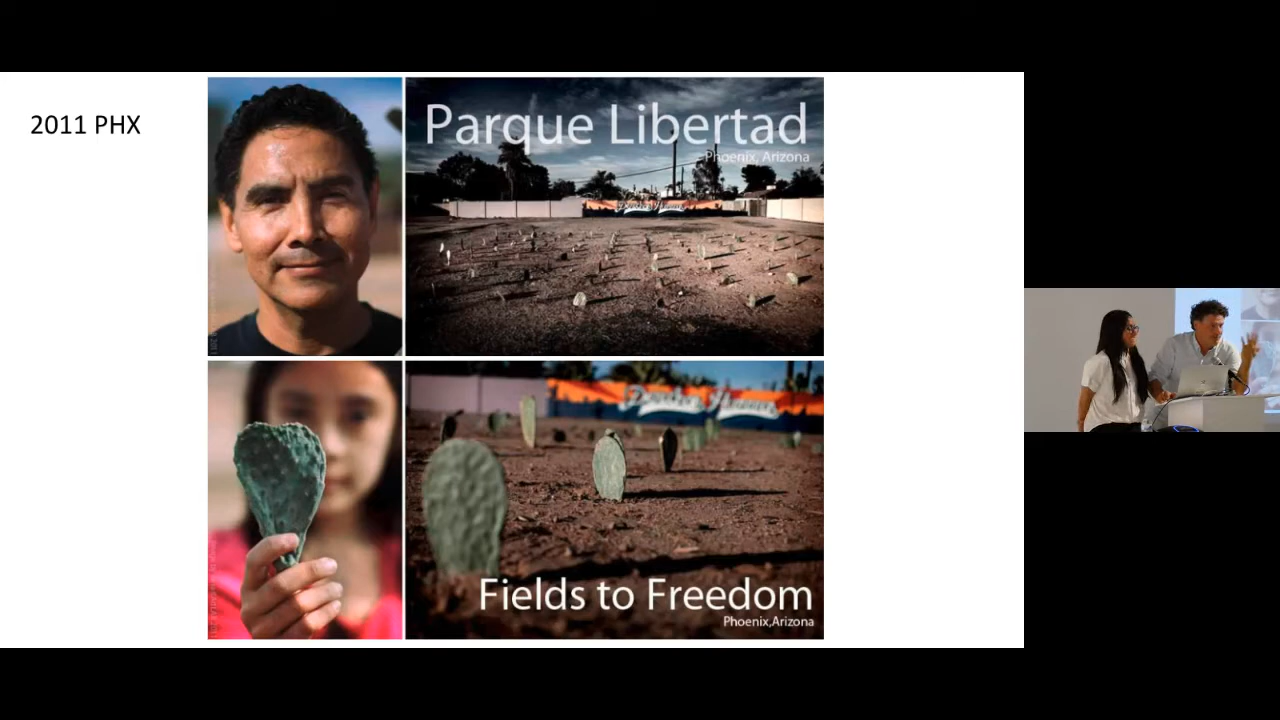 2011 PHX
Parque Libertad
Phoenix, Arizona
Fields to Freedom
Phoenix,Arizona